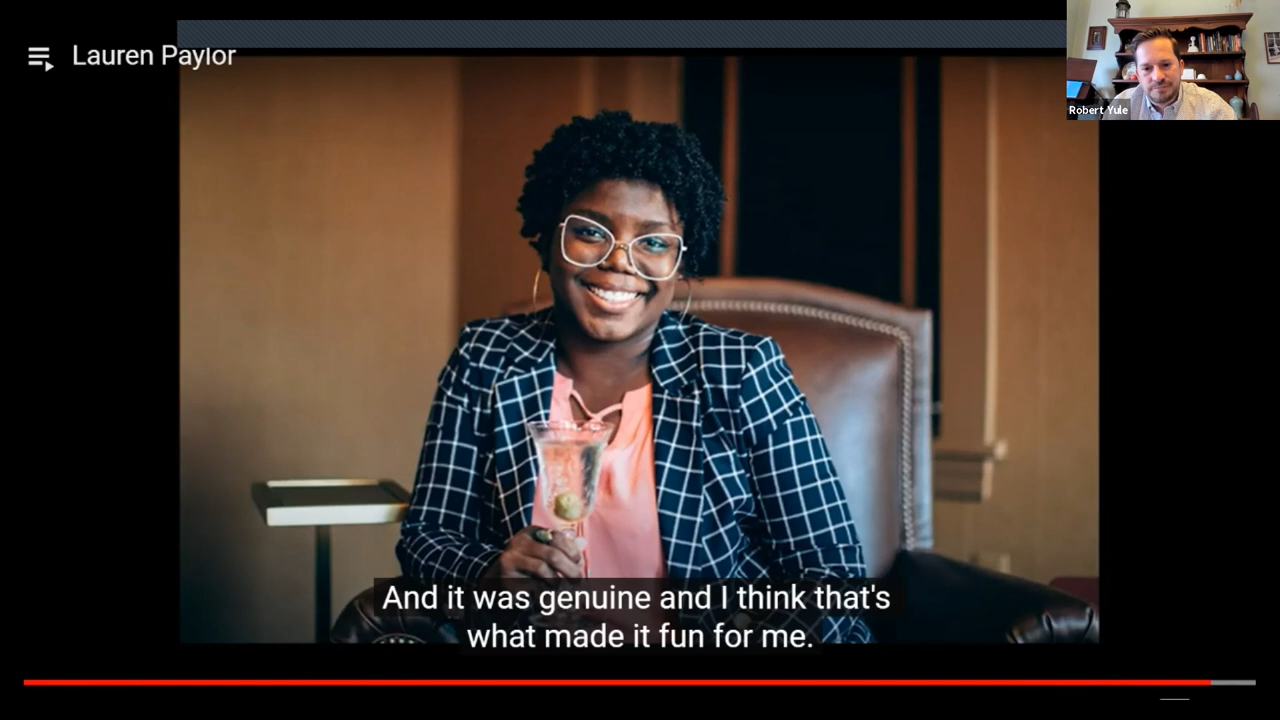 Lauren Paylor
Robert Yule
And it was genuine and I think that's
what made it fun for me.